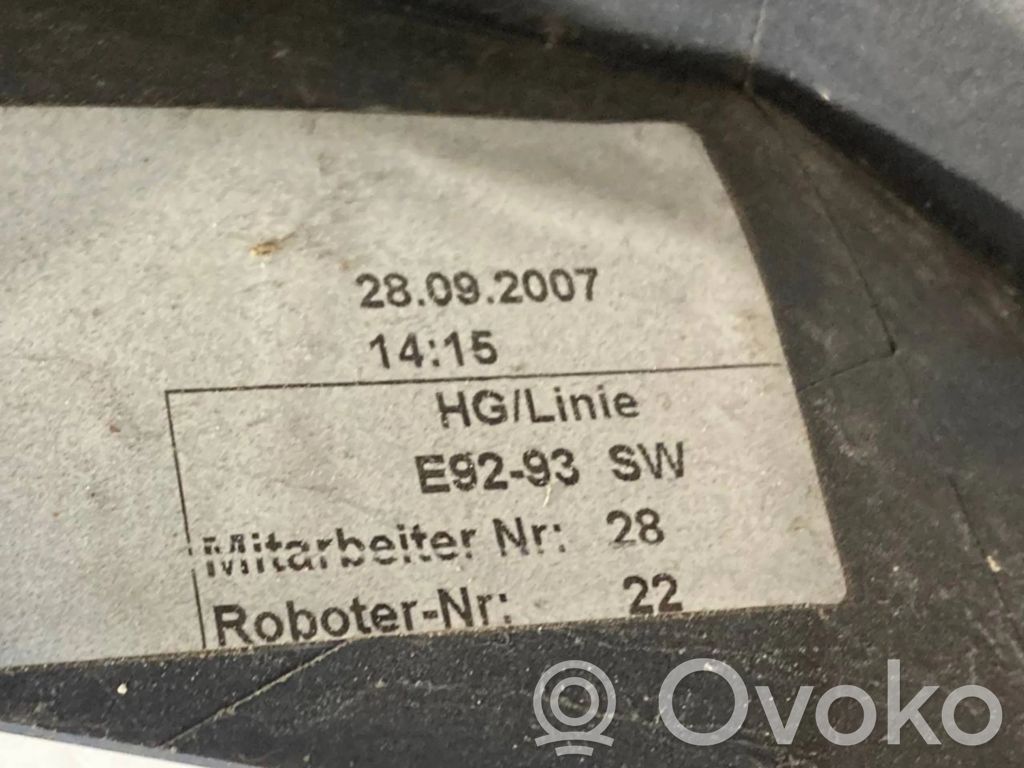 28.09.2007
14:15
HG/Linie
E92-93 SW
Mitarbeiter Nr: 28
Roboter-Nr: 22
Ovoko